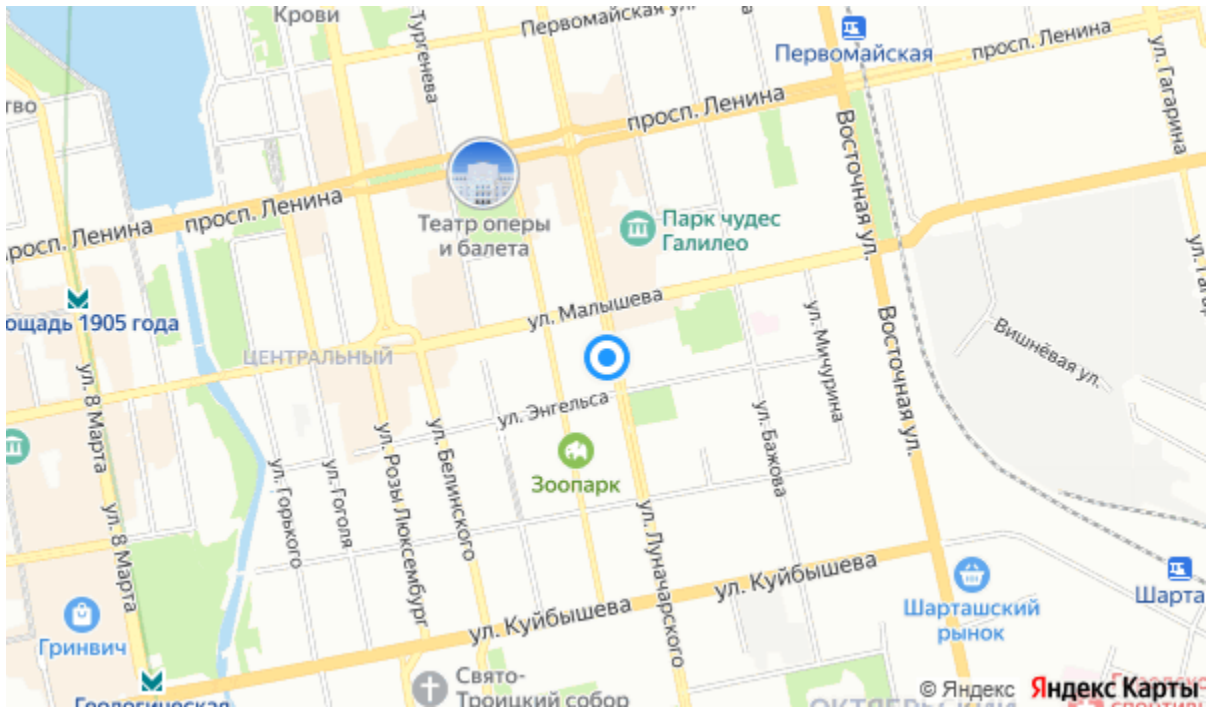 Крови
Тургенева
Первомайская ул.
Первомайская
просп. Ленина
ул. Гагарина
тво
просп. Ленина
Восточная ул.
просп. Ленина
просп. Ленина
Театр оперы
и балета
Парк чудес
Галилео
ощадь 1905 года
ул. Малышева
ЦЕНТРАЛЬНЫЙ
ул. 8 Марта
ул. Мичурина
Восточная ул.
Вишнёвая ул.
ул. Энгельса
ул. Бажова
ул. Горького
ул. Гоголя
ул. Розы Люксембург
ул. Белинского
Зоопарк
ул. Луначарского
ул. 8 Марта
ул. Куйбышева
ул. Куйбышева
Шарташский
рынок
Шарта
Гринвич
Геологическая
Свято-
Троицкий собор
© Яндекс Яндекс Карты